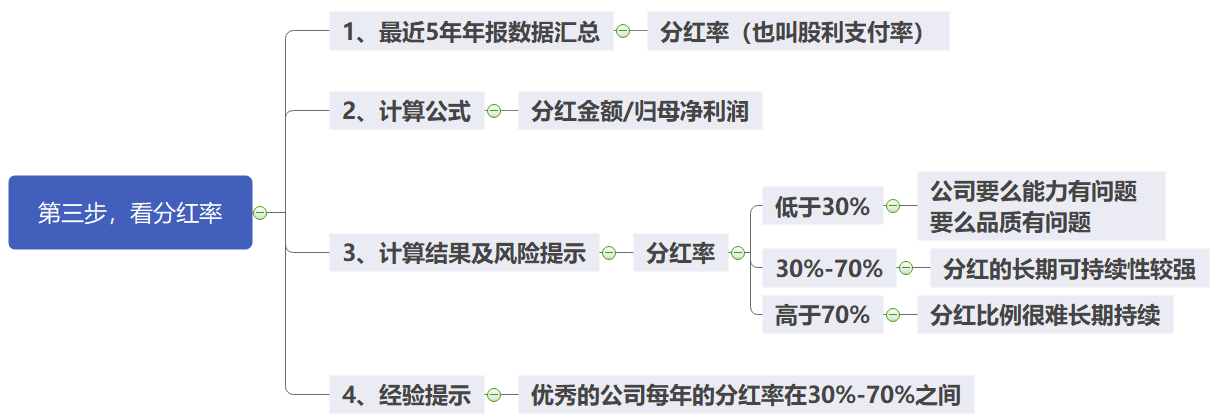 第三步，看分红率
1、最近5年年报数据汇总
分红率（也叫股利支付率）
2、计算公式
分红金额/归母净利润
3、计算结果及风险提示
分红率
低于30%
公司要么能力有问题
要么品质有问题
30%-70%
分红的长期可持续性较强
高于70%
分红比例很难长期持续
4、经验提示
优秀的公司每年的分红率在30%-70%之间